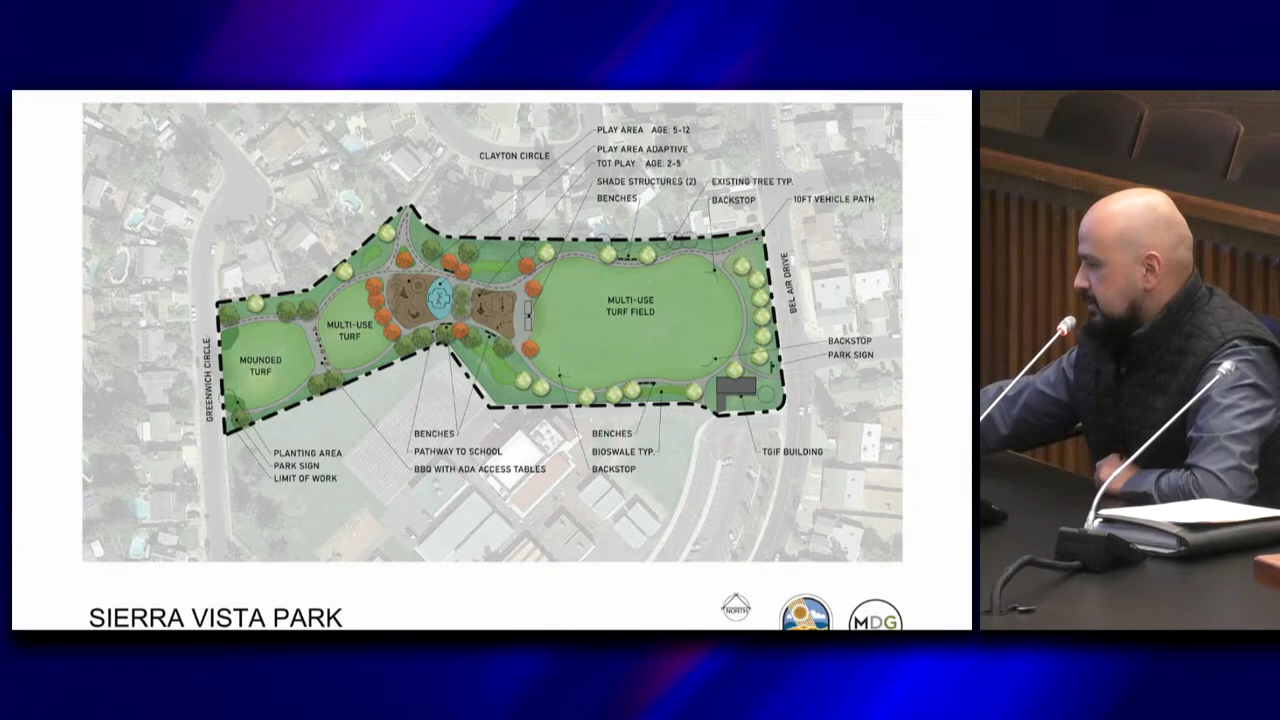 PLAY AREA AGE: 5-12
PLAY AREA ADAPTIVE
CLAYTON CIRCLE
TOT PLAY AGE: 2-5
SHADE STRUCTURES (2)
EXISTING TREE TYP.
BENCHES
BACKSTOP
10FT VEHICLE PATH
BEL AIR DRIVE
MULTI-USE
TURF FIELD
MULTI-USE
TURF
MOUNDED
TURF
GREENWICH CIRCLE
BACKSTOP
PARK SIGN
BENCHES
PATHWAY TO SCHOOL
BBQ WITH ADA ACCESS TABLES
BENCHES
BIOSWALE TYP.
BACKSTOP
TGIF BUILDING
PLANTING AREA
PARK SIGN
LIMIT OF WORK
SIERRA VISTA PARK
NORTH
MDG